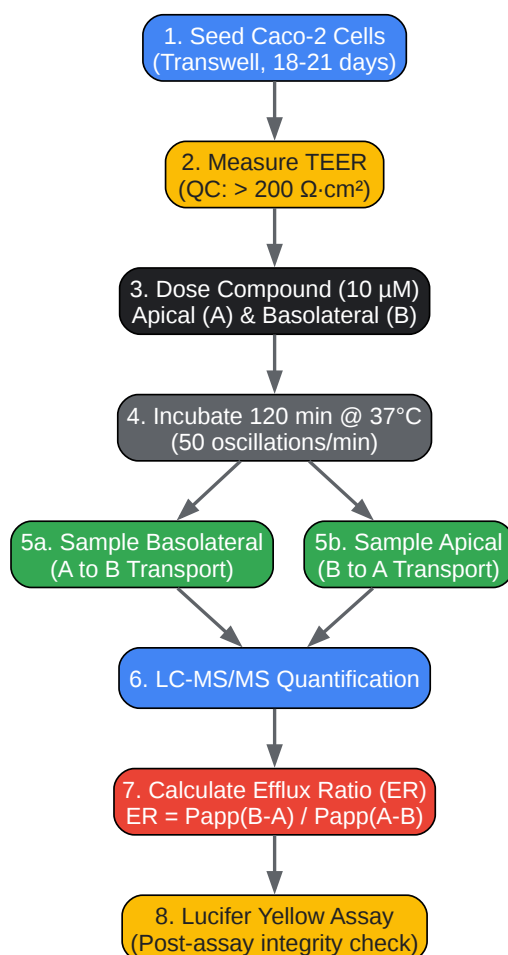 1. Seed Caco-2 Cells
(Transwell, 18-21 days)
2. Measure TEER
(QC: > 200 Ω·cm²)
3. Dose Compound (10 µM)
Apical (A) & Basolateral (B)
4. Incubate 120 min @ 37°C
(50 oscillations/min)
5a. Sample Basolateral
(A to B Transport)
5b. Sample Apical
(B to A Transport)
6. LC-MS/MS Quantification
7. Calculate Efflux Ratio (ER)
ER = Papp(B-A) / Papp(A-B)
8. Lucifer Yellow Assay
(Post-assay integrity check)